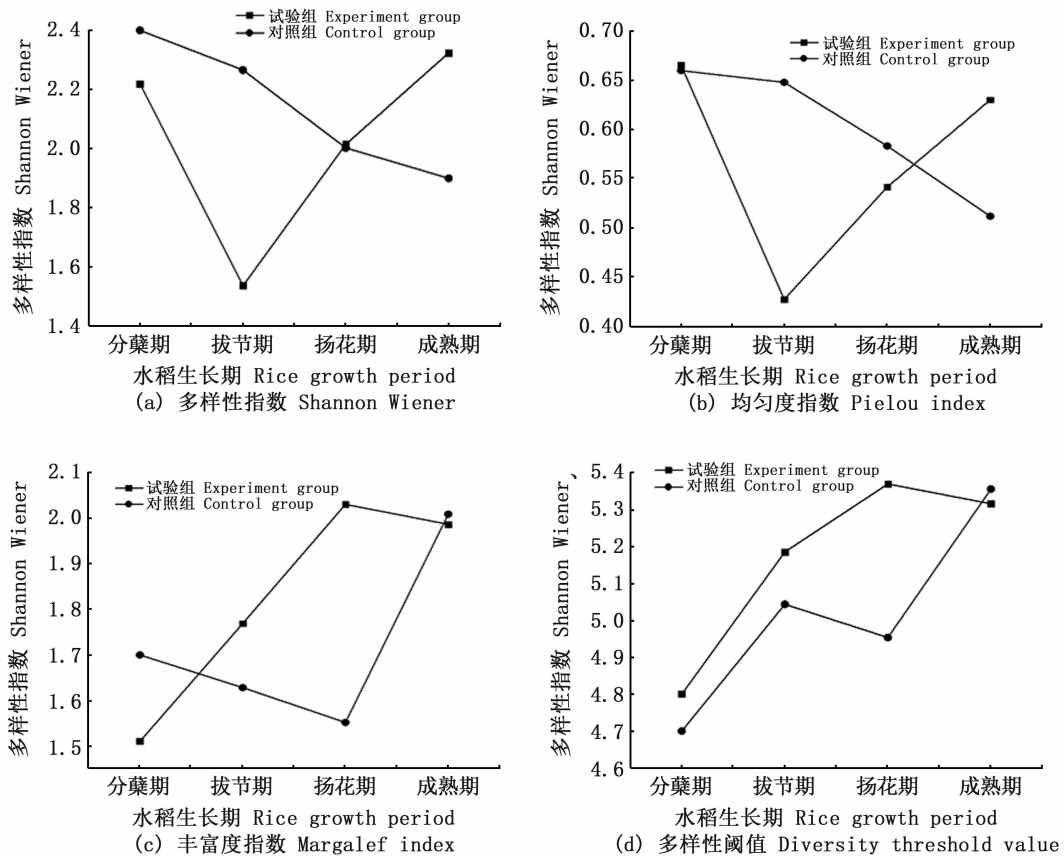 试验组 Experiment group
对照组 Control group
2.4
2.2
2.0
1.8
1.6
1.4
多样性指数 Shannon Wiener
分蘖期 拔节期 扬花期 成熟期
水稻生长期 Rice growth period
(a) 多样性指数 Shannon Wiener
试验组 Experiment group
对照组 Control group
0.70
0.65
0.60
0.55
0.50
0.45
0.40
多样性指数 Shannon Wiener
分蘖期 拔节期 扬花期 成熟期
水稻生长期 Rice growth period
(b) 均匀度指数 Pielou index
试验组 Experiment group
对照组 Control group
2.1
2.0
1.9
1.8
1.7
1.6
1.5
多样性指数 Shannon Wiener
分蘖期 拔节期 扬花期 成熟期
水稻生长期 Rice growth period
(c) 丰富度指数 Margalef index
试验组 Experiment group
对照组 Control group
5.4
5.3
5.2
5.1
5.0
4.9
4.8
4.7
4.6
多样性指数 Shannon Wiener、
分蘖期 拔节期 扬花期 成熟期
水稻生长期 Rice growth period
(d) 多样性阈值 Diversity threshold value